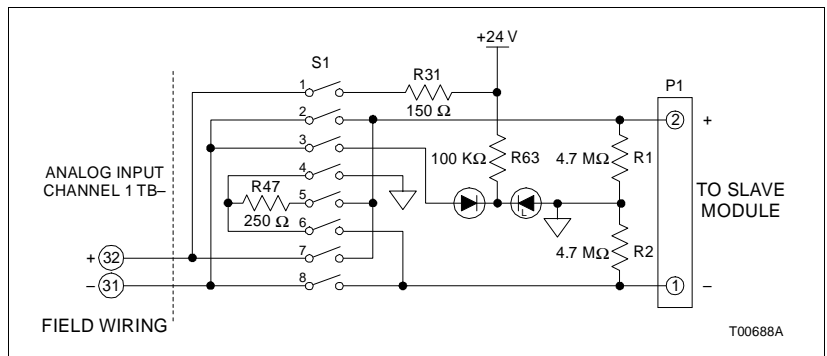 +24 V
S1
R31
P1
1
150 Ω
2
2
+
3
100 KΩ
R63
4.7 MΩ
R1
ANALOG INPUT
CHANNEL 1 TB–
4
R47
5
250 Ω
L
TO SLAVE
MODULE
6
4.7 MΩ
R2
+
32
7
–
31
8
1
–
FIELD WIRING
T00688A